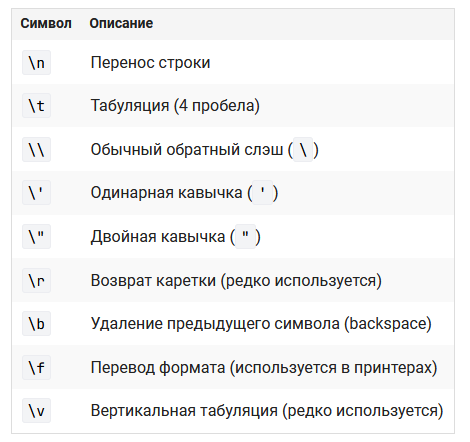 Символ Описание
\n Перенос строки
\t Табуляция (4 пробела)
\\ Обычный обратный слэш ( \ )
\' Одинарная кавычка ( ' )
\" Двойная кавычка ( " )
\r Возврат каретки (редко используется)
\b Удаление предыдущего символа (backspace)
\f Перевод формата (используется в принтерах)
\v Вертикальная табуляция (редко используется)